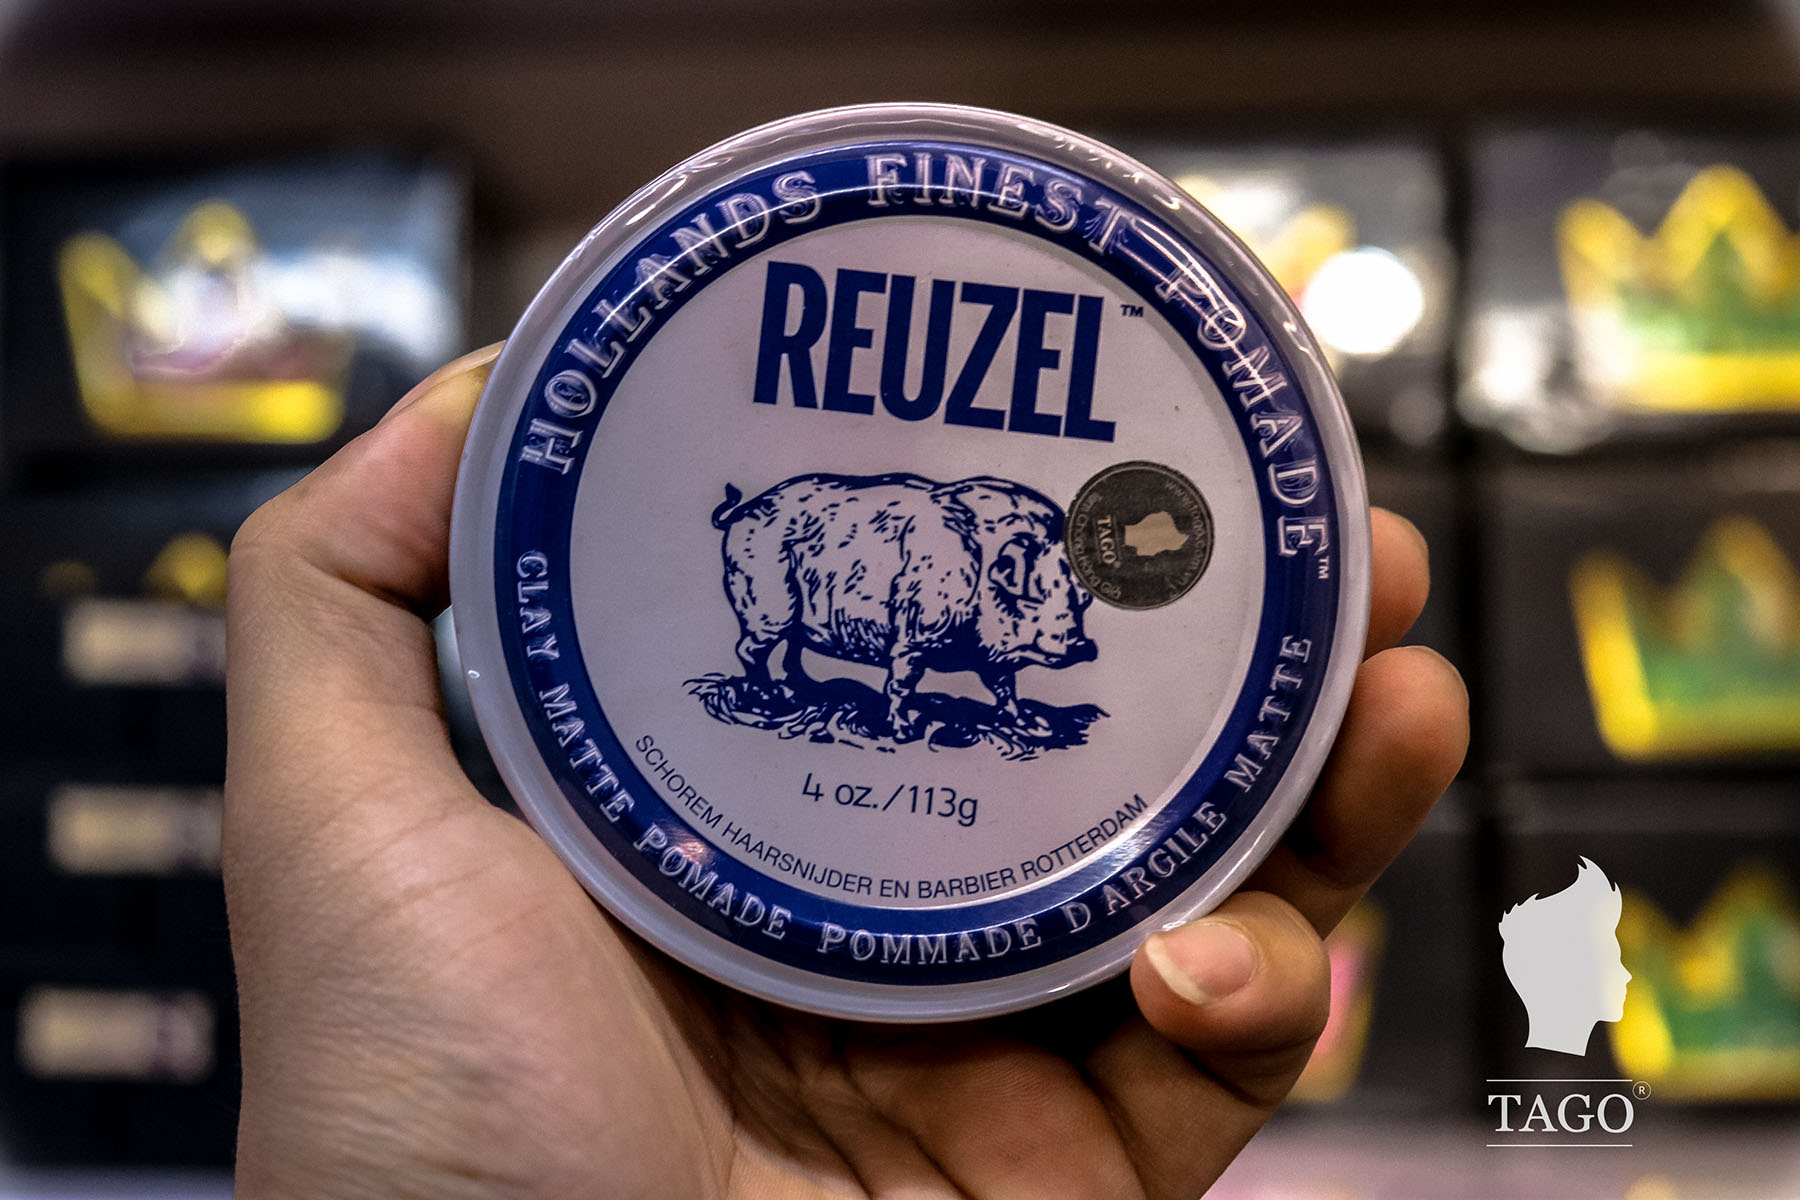 HOLLANDS FINEST POMADE™
REUZEL™
TAGO®
4 oz./113g
SCHOREM HAARSNIJDER EN BARBIER ROTTERDAM
CLAY MATTE POMADE POMMADE D ARGILE MATTE
TAGO®